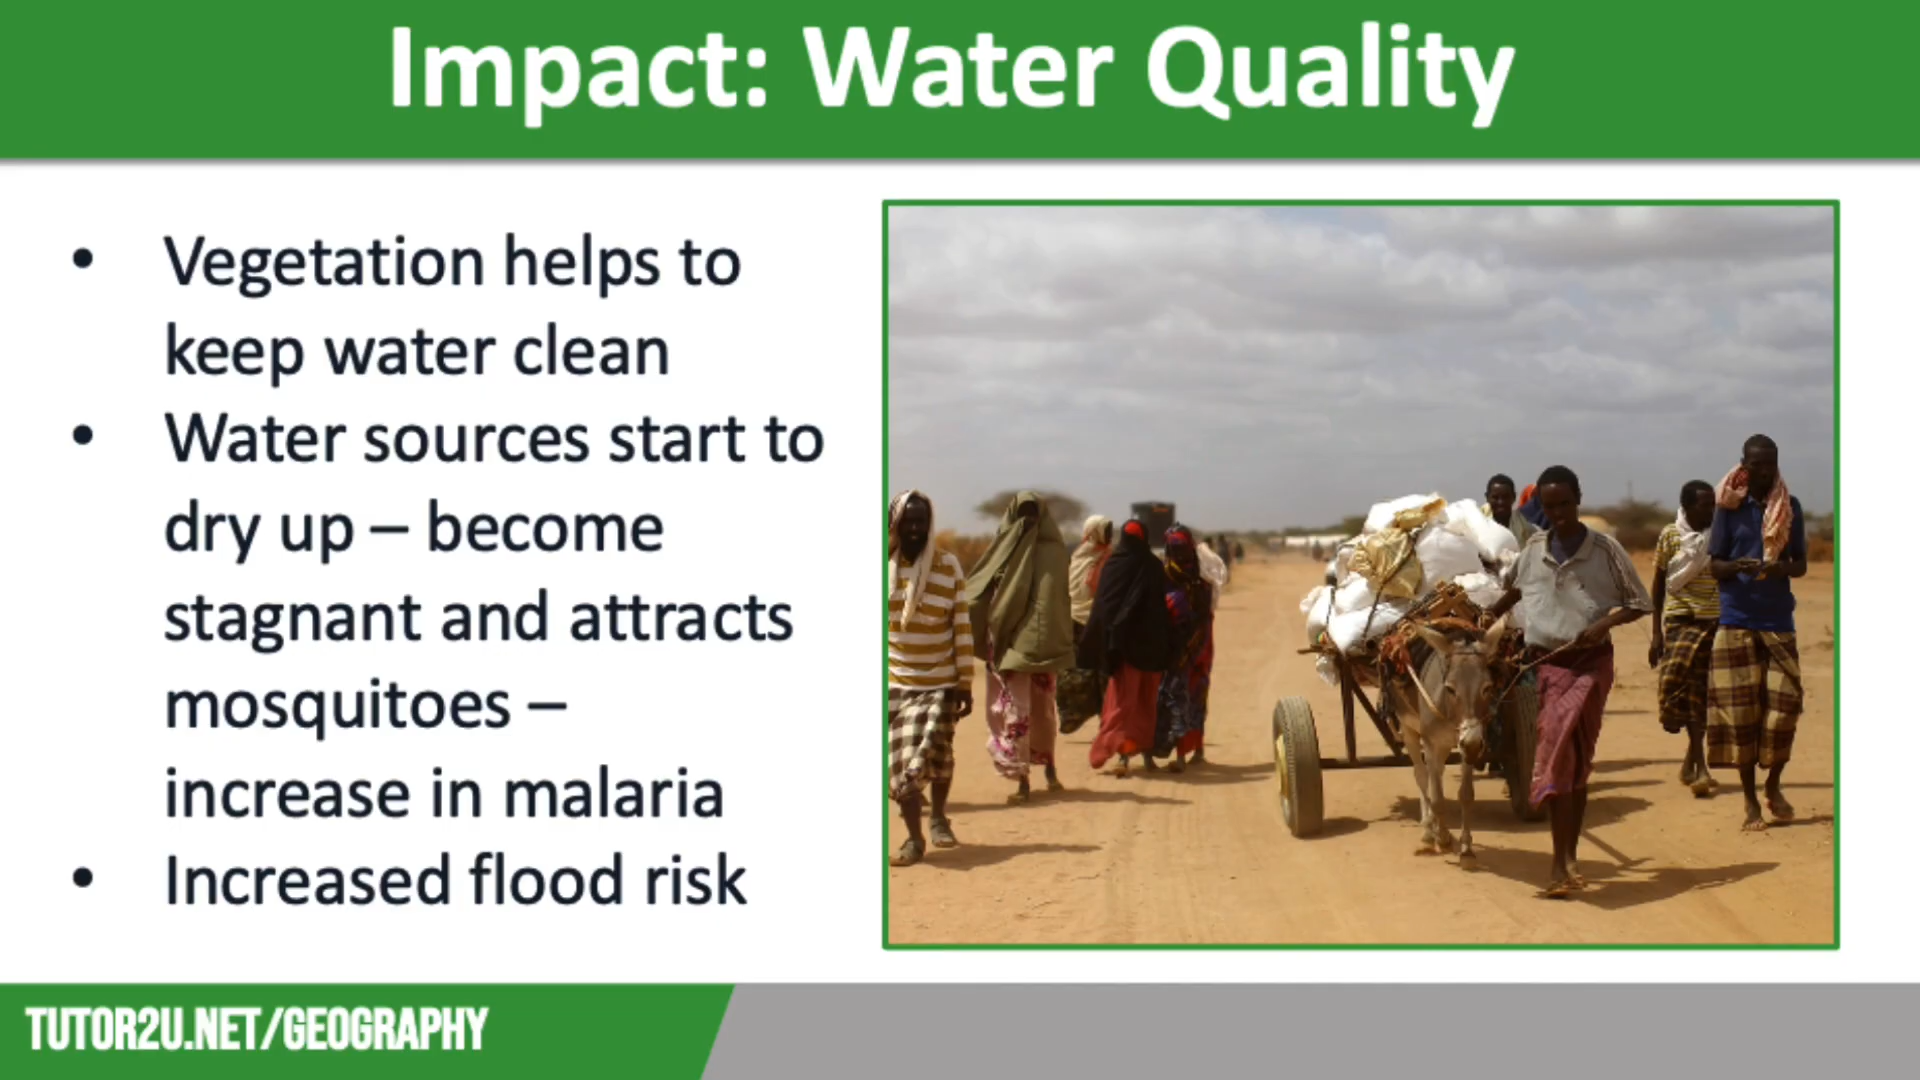 Impact: Water Quality
• Vegetation helps to
keep water clean
• Water sources start to
dry up – become
stagnant and attracts
mosquitoes –
increase in malaria
• Increased flood risk
TUTOR2U.NET/GEOGRAPHY